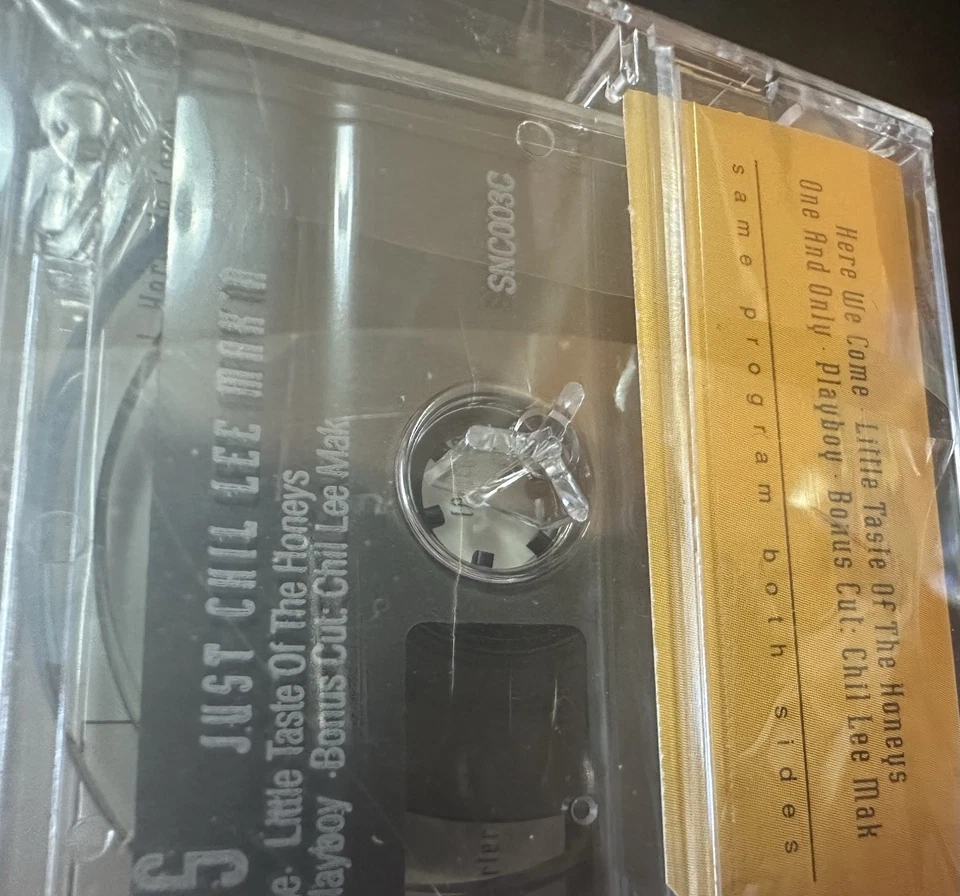 Here We Come · Little Taste Of The Honeys
One And Only · Playboy · Bonus Cut: Chil Lee Mak
same program both sides
SNC003C
JUST CHIL LEE MAK'N
Little Taste Of The Honeys
layboy · Bonus Cut: Chil Lee Mak